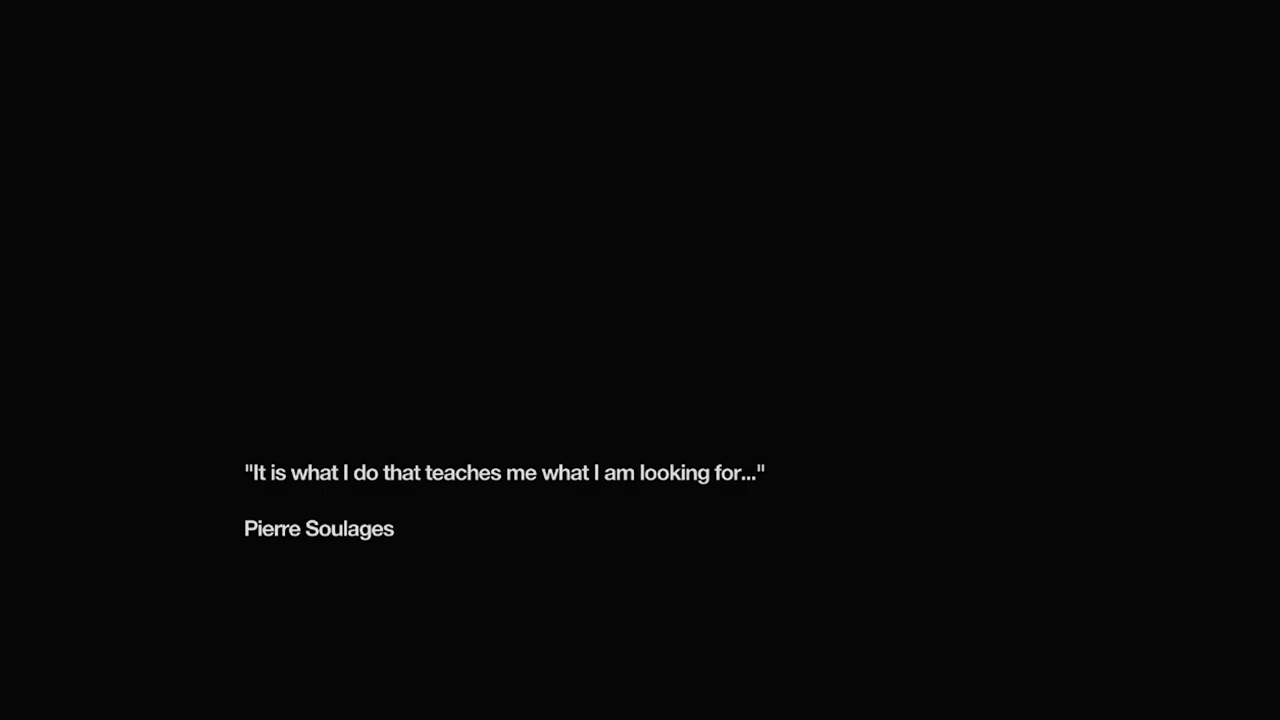 "It is what I do that teaches me what I am looking for..."
Pierre Soulages